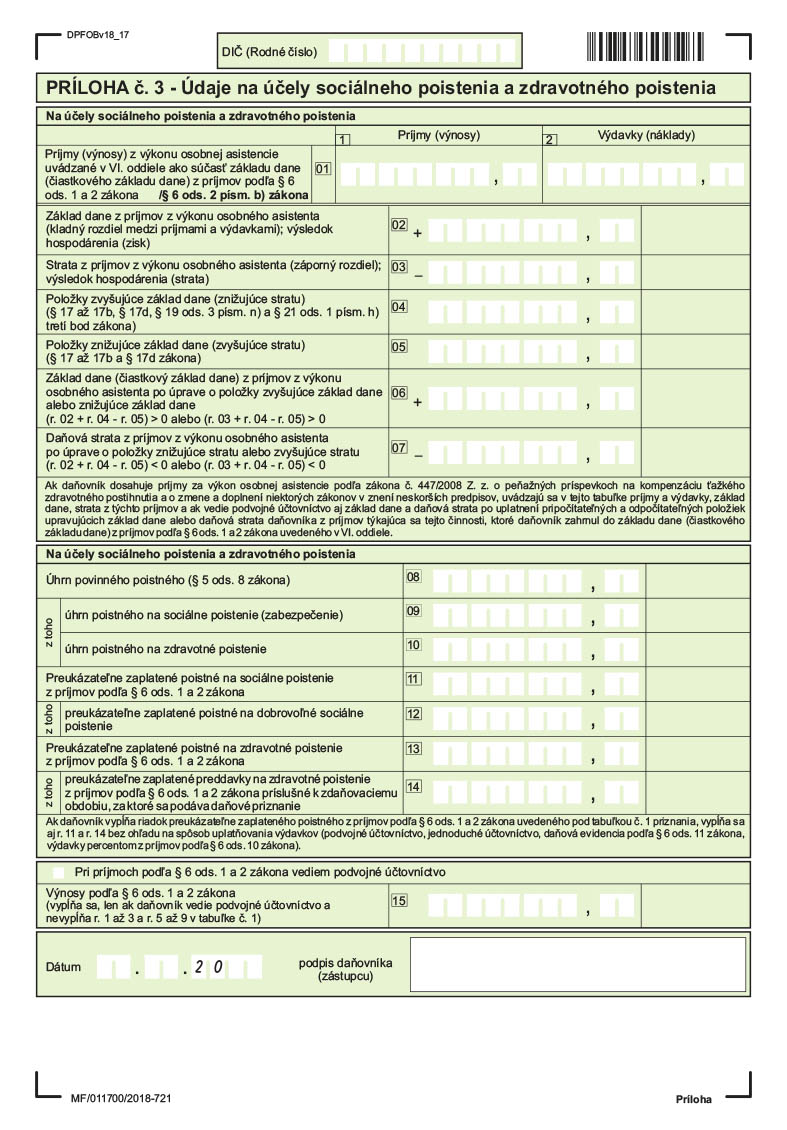 DPFOBv18_17
DIČ (Rodné číslo)
PRÍLOHA č. 3 - Údaje na účely sociálneho poistenia a zdravotného poistenia
Na účely sociálneho poistenia a zdravotného poistenia
1 Príjmy (výnosy) 2 Výdavky (náklady)
Príjmy (výnosy) z výkonu osobnej asistencie
uvádzané v VI. oddiele ako súčasť základu dane
(čiastkového základu dane) z príjmov podľa § 6
ods. 1 a 2 zákona /§ 6 ods. 2 písm. b) zákona
01 , ,
Základ dane z príjmov z výkonu osobného asistenta
(kladný rozdiel medzi príjmami a výdavkami); výsledok
hospodárenia (zisk)
02 + ,
Strata z príjmov z výkonu osobného asistenta (záporný rozdiel);
výsledok hospodárenia (strata)
03 – ,
Položky zvyšujúce základ dane (znižujúce stratu)
(§ 17 až 17b, § 17d, § 19 ods. 3 písm. n) a § 21 ods. 1 písm. h)
tretí bod zákona)
04 ,
Položky znižujúce základ dane (zvyšujúce stratu)
(§ 17 až 17b a § 17d zákona)
05 ,
Základ dane (čiastkový základ dane) z príjmov z výkonu
osobného asistenta po úprave o položky zvyšujúce základ dane
alebo znižujúce základ dane
(r. 02 + r. 04 - r. 05) > 0 alebo (r. 03 + r. 04 - r. 05) > 0
06 + ,
Daňová strata z príjmov z výkonu osobného asistenta
po úprave o položky znižujúce stratu alebo zvyšujúce stratu
(r. 02 + r. 04 - r. 05) < 0 alebo (r. 03 + r. 04 - r. 05) < 0
07 – ,
Ak daňovník dosahuje príjmy za výkon osobnej asistencie podľa zákona č. 447/2008 Z. z. o peňažných príspevkoch na kompenzáciu ťažkého
zdravotného postihnutia a o zmene a doplnení niektorých zákonov v znení neskorších predpisov, uvádzajú sa v tejto tabuľke príjmy a výdavky, základ
dane, strata z týchto príjmov a ak vedie podvojné účtovníctvo aj základ dane a daňová strata po uplatnení pripočítateľných a odpočítateľných položiek
upravujúcich základ dane alebo daňová strata daňovníka z príjmov týkajúca sa tejto činnosti, ktoré daňovník zahrnul do základu dane (čiastkového
základu dane) z príjmov podľa § 6 ods. 1 a 2 zákona uvedeného v VI. oddiele.
Na účely sociálneho poistenia a zdravotného poistenia
Úhrn povinného poistného (§ 5 ods. 8 zákona)
08 ,
z toho
úhrn poistného na sociálne poistenie (zabezpečenie)
09 ,
úhrn poistného na zdravotné poistenie
10 ,
Preukázateľne zaplatené poistné na sociálne poistenie
z príjmov podľa § 6 ods. 1 a 2 zákona
11 ,
z toho
preukázateľne zaplatené poistné na dobrovoľné sociálne
poistenie
12 ,
Preukázateľne zaplatené poistné na zdravotné poistenie
z príjmov podľa § 6 ods. 1 a 2 zákona
13 ,
z toho
preukázateľne zaplatené preddavky na zdravotné poistenie
z príjmov podľa § 6 ods. 1 a 2 zákona príslušné k zdaňovaciemu
obdobiu, za ktoré sa podáva daňové priznanie
14 ,
Ak daňovník vypĺňa riadok preukázateľne zaplateného poistného z príjmov podľa § 6 ods. 1 a 2 zákona uvedeného pod tabuľkou č. 1 priznania, vypĺňa sa
aj r. 11 a r. 14 bez ohľadu na spôsob uplatňovania výdavkov (podvojné účtovníctvo, jednoduché účtovníctvo, daňová evidencia podľa § 6 ods. 11 zákona,
výdavky percentom z príjmov podľa § 6 ods. 10 zákona).
Pri príjmoch podľa § 6 ods. 1 a 2 zákona vediem podvojné účtovníctvo
Výnosy podľa § 6 ods. 1 a 2 zákona
(vypĺňa sa, len ak daňovník vedie podvojné účtovníctvo a
nevypĺňa r. 1 až 3 a r. 5 až 9 v tabuľke č. 1)
15 ,
Dátum . . 2 0
podpis daňovníka
(zástupcu)
MF/011700/2018-721
Príloha